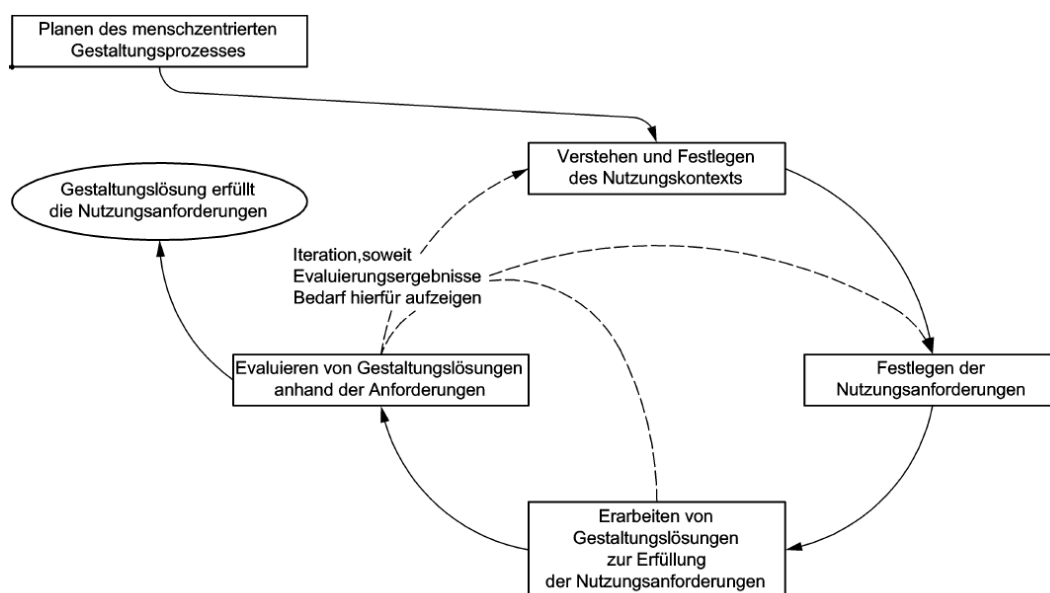 Planen des menschzentrierten
Gestaltungsprozesses
Verstehen und Festlegen
des Nutzungskontexts
Gestaltungslösung erfüllt
die Nutzungsanforderungen
Iteration,soweit
Evaluierungsergebnisse
Bedarf hierfür aufzeigen
Evaluieren von Gestaltungslösungen
anhand der Anforderungen
Festlegen der
Nutzungsanforderungen
Erarbeiten von
Gestaltungslösungen
zur Erfüllung
der Nutzungsanforderungen